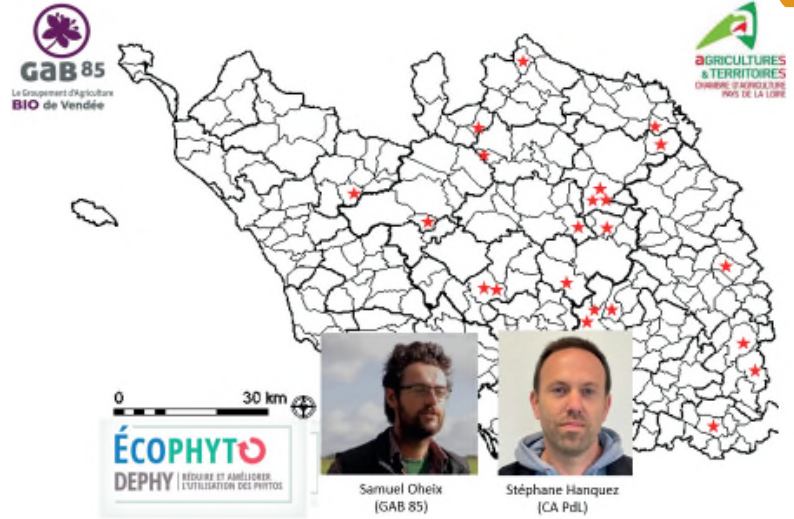 GAB 85
Le Groupement d'Agriculture
BIO de Vendée
AGRICULTURES
& TERRITOIRES
CHAMBRE D'AGRICULTURE
PAYS DE LA LOIRE
0 30 km
ÉCOPHYTO
DEPHY
RÉDUIRE ET AMÉLIORER
L'UTILISATION DES PHYTOS
Samuel Oheix
(GAB 85)
Stéphane Hanquez
(CA PdL)